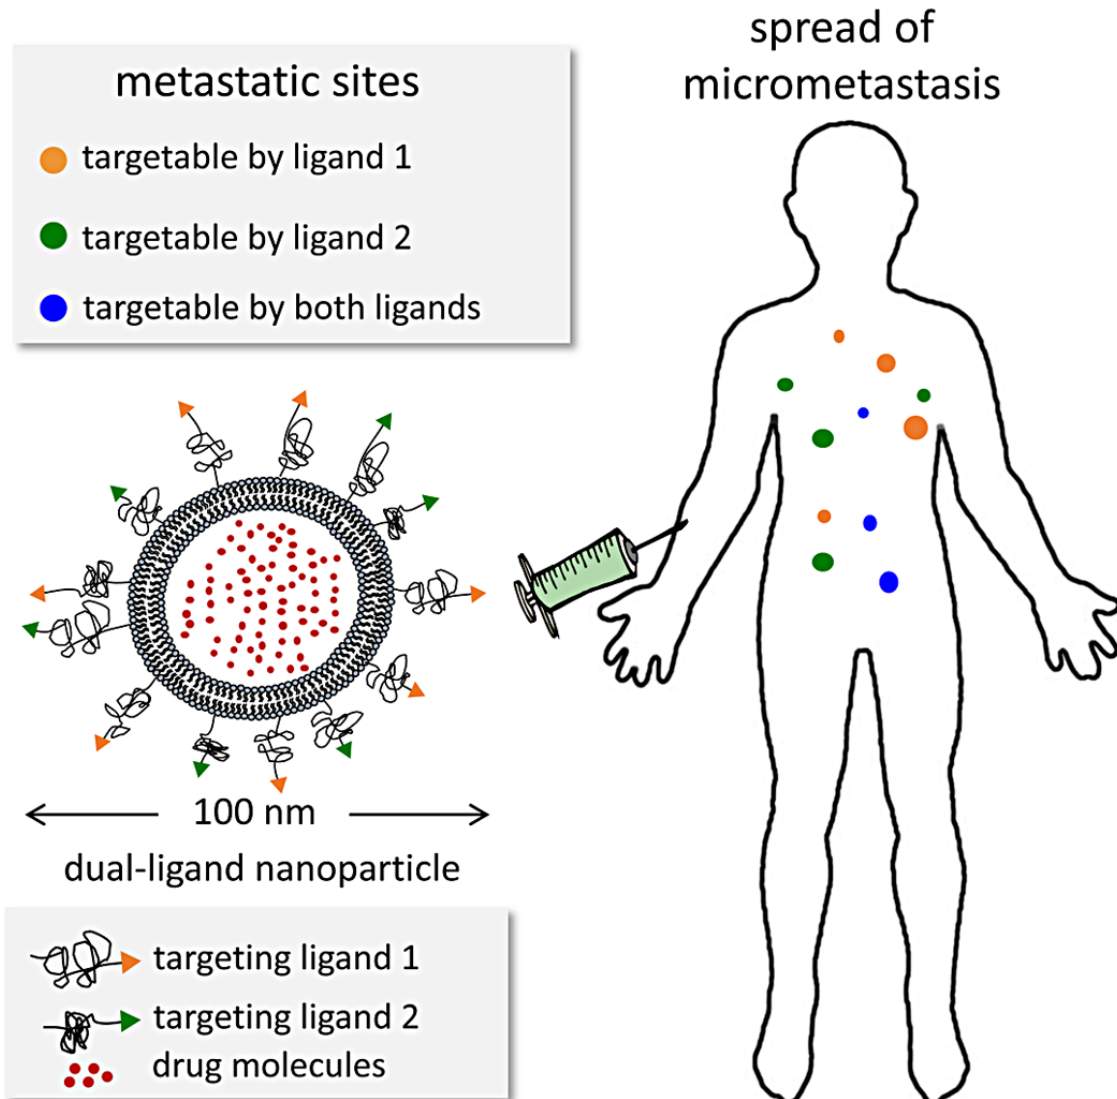 spread of
micrometastasis
metastatic sites
targetable by ligand 1
targetable by ligand 2
targetable by both ligands
100 nm
dual-ligand nanoparticle
targeting ligand 1
targeting ligand 2
drug molecules